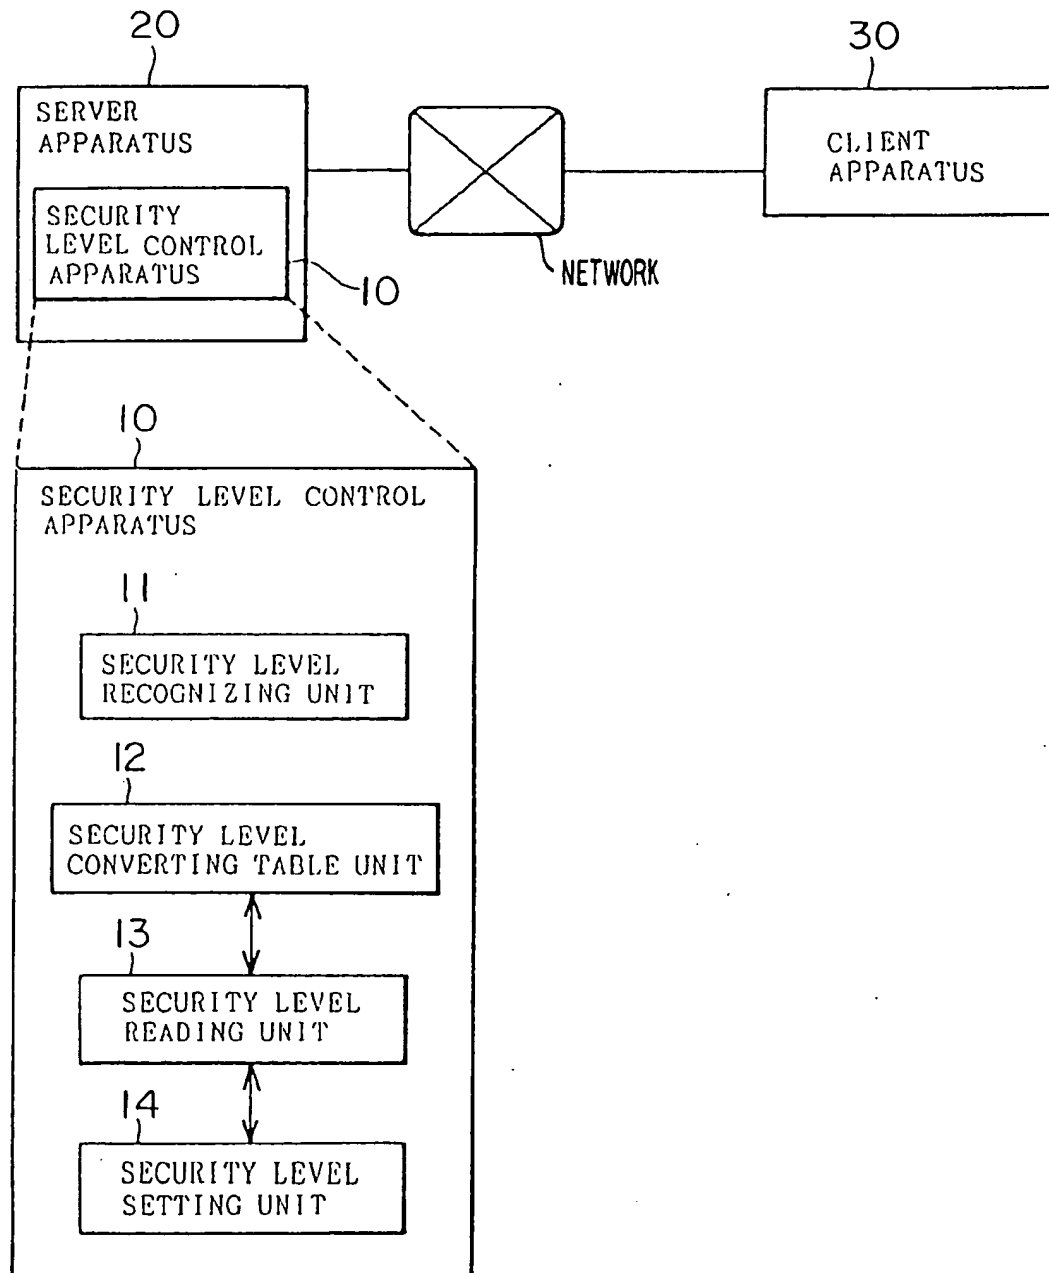 20
30
SERVER
APPARATUS
CLIENT
APPARATUS
SECURITY
LEVEL CONTROL
APPARATUS
10
NETWORK
10
SECURITY LEVEL CONTROL
APPARATUS
11
SECURITY LEVEL
RECOGNIZING UNIT
12
SECURITY LEVEL
CONVERTING TABLE UNIT
13
SECURITY LEVEL
READING UNIT
14
SECURITY LEVEL
SETTING UNIT